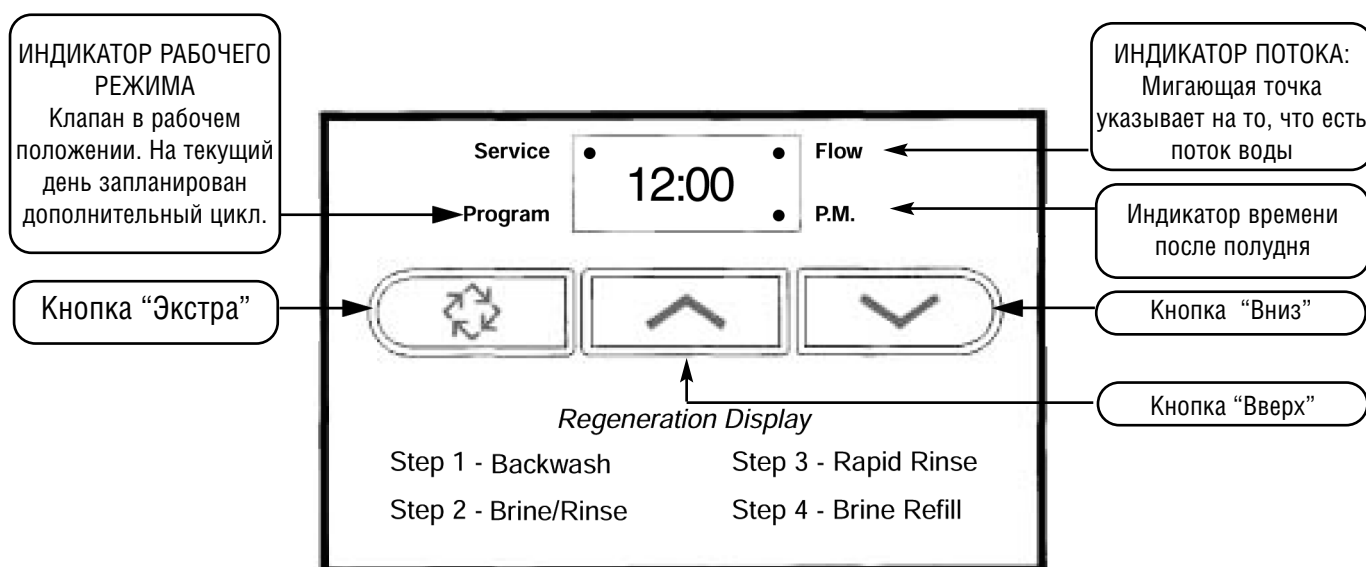 ИНДИКАТОР РАБОЧЕГО
РЕЖИМА
Клапан в рабочем
положении. На текущий
день запланирован
дополнительный цикл.
Кнопка “Экстра”
Service
Program
12:00
Flow
P.M.
ИНДИКАТОР ПОТОКА:
Мигающая точка
указывает на то, что есть
поток воды
Индикатор времени
после полудня
Кнопка “Вниз”
Кнопка “Вверх”
Regeneration Display
Step 1 - Backwash
Step 2 - Brine/Rinse
Step 3 - Rapid Rinse
Step 4 - Brine Refill